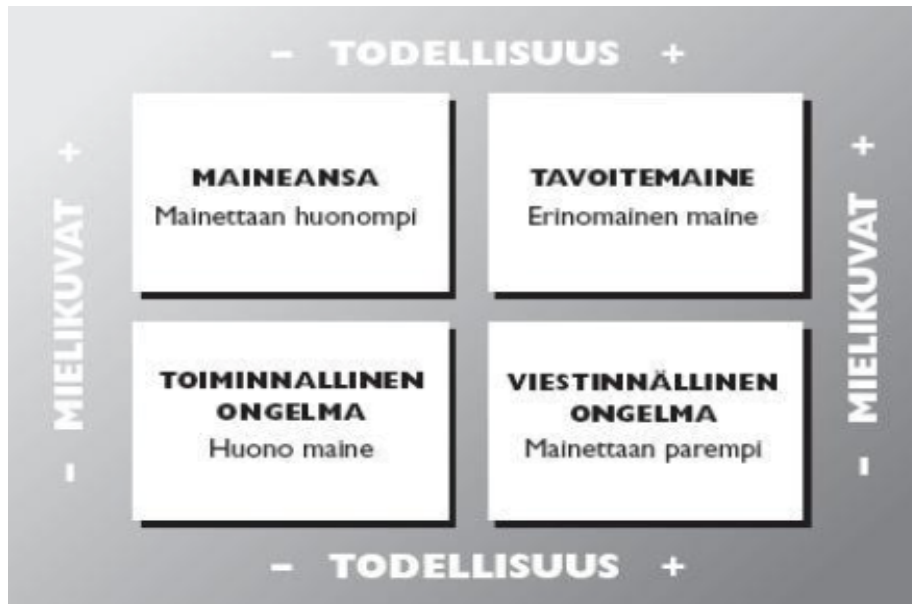 – TODELLISUUS +
+
MIELIKUVAT
–
MAINEANSA
Mainettaan huonompi
TAVOITEMAINE
Erinomainen maine
+
MIELIKUVAT
–
TOIMINNALLINEN
ONGELMA
Huono maine
VIESTINNÄLLINEN
ONGELMA
Mainettaan parempi
– TODELLISUUS +